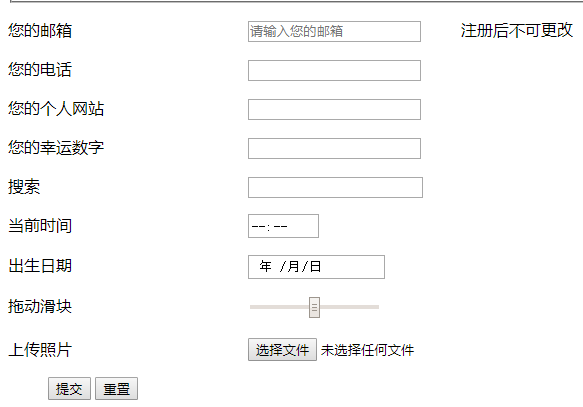 您的邮箱 请输入您的邮箱 注册后不可更改
您的电话
您的个人网站
您的幸运数字
搜索
当前时间 --:--
出生日期 年 /月/日
拖动滑块
上传照片 选择文件 未选择任何文件
提交 重置